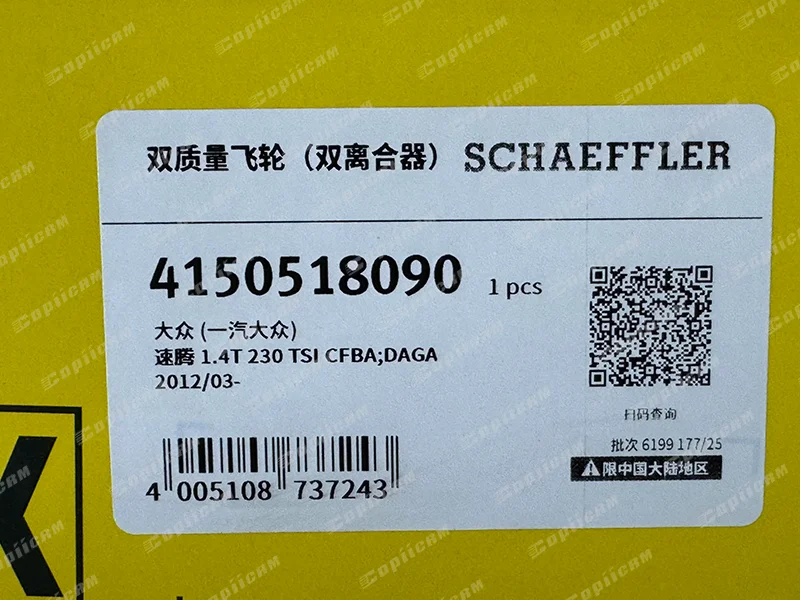 双质量飞轮（双离合器） SCHAEFFLER
4150518090 1 pcs
大众 (一汽大众)
速腾 1.4T 230 TSI CFBA;DAGA
2012/03-
扫码查询
批次 6199 177/25
限中国大陆地区
4 005108 737243
K
Copiicam